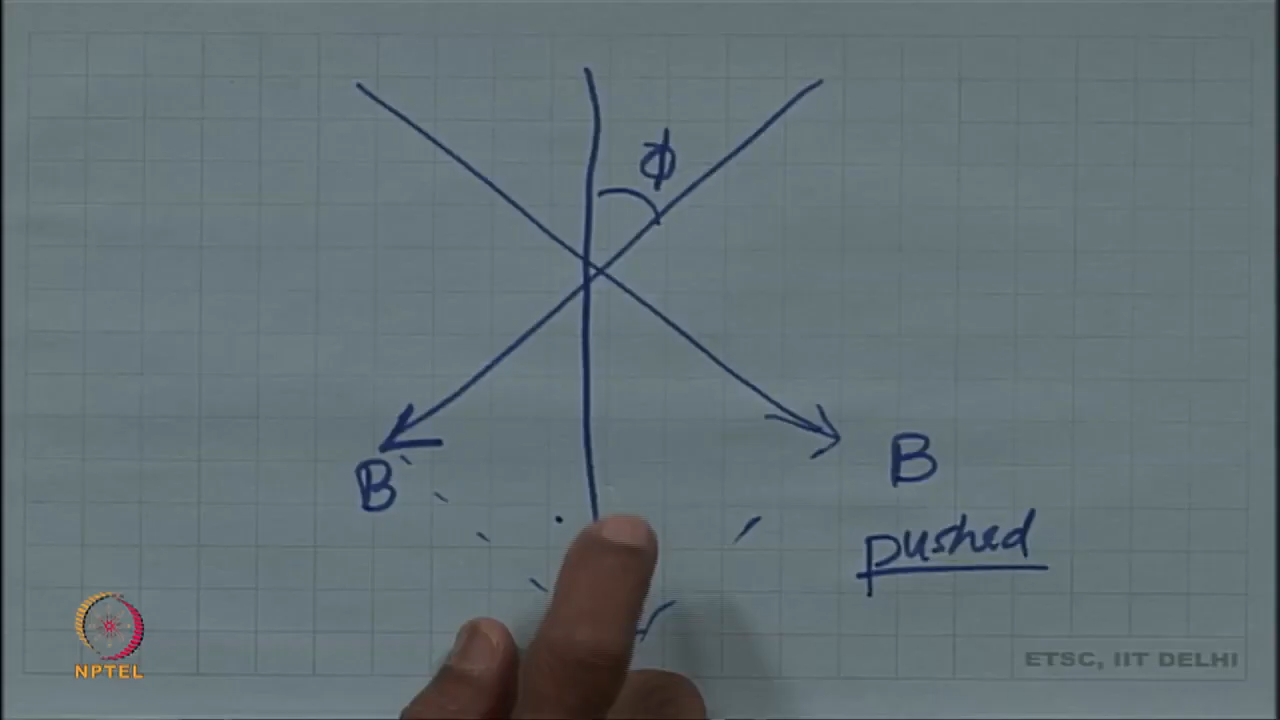 ϕ
B
B
pushed
NPTEL
ETSC, IIT DELHI